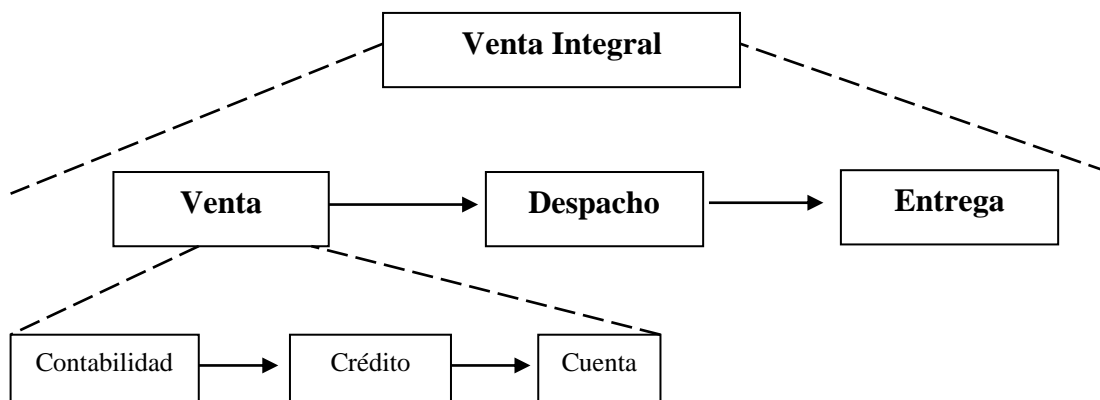 Venta Integral
Venta
Despacho
Entrega
Contabilidad
Crédito
Cuenta